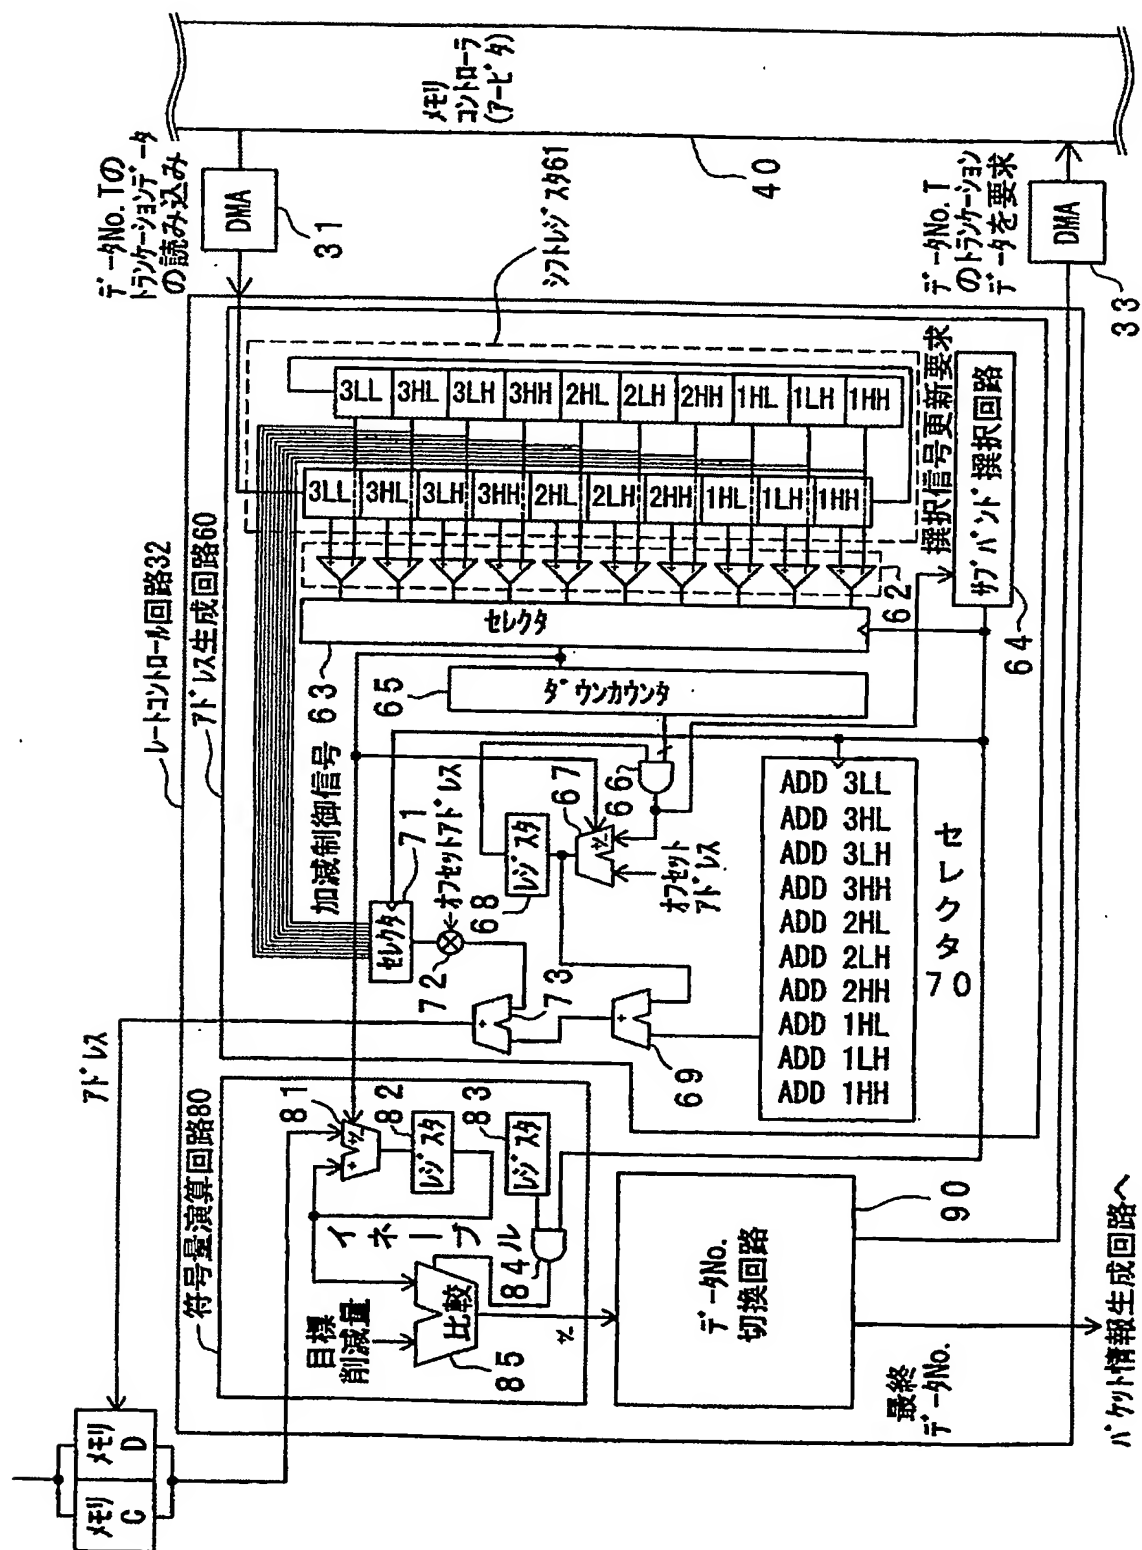 メモリ
C
メモリ
D
アドレス
レートコントロール回路32
アドレス生成回路60
符号量演算回路80
データNo.Tの
トランケーションデータ
の読み込み
DMA
31
メモリ
コントローラ
(アービタ)
40
シフトレジスタ61
3LL
3HL
3LH
3HH
2HL
2LH
2HH
1HL
1LH
1HH
3LL
3HL
3LH
3HH
2HL
2LH
2HH
1HL
1LH
1HH
62
セレクタ
63
加減制御信号
65
ダウンカウンタ
66
67
+/-
オフセット
アドレス
レジスタ
68
セレクタ
71
オフセットアドレス
72
+
73
+
69
ADD 3LL
ADD 3HL
ADD 3LH
ADD 3HH
ADD 2HL
ADD 2LH
ADD 2HH
ADD 1HL
ADD 1LH
ADD 1HH
セレクタ
70
撰択信号更新要求
サブバンド撰択回路
64
81
+
+/-
レジスタ
82
レジスタ
83
イネーブル
84
目標
削減量
比較
85
+/-
データNo.
切換回路
90
最終
データNo.
パケット情報生成回路へ
データNo.T
のトランケーション
データを要求
DMA
33